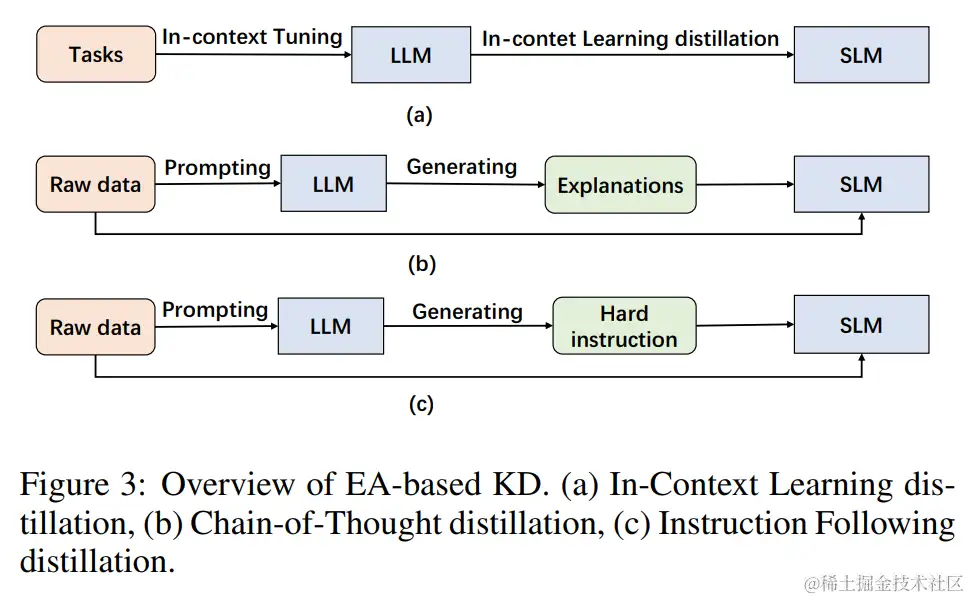 Tasks In-context Tuning LLM In-contet Learning distillation SLM
(a)
Raw data Prompting LLM Generating Explanations SLM
(b)
Raw data Prompting LLM Generating Hard instruction SLM
(c)
Figure 3: Overview of EA-based KD. (a) In-Context Learning dis-
tillation, (b) Chain-of-Thought distillation, (c) Instruction Following
distillation.
@稀土掘金技术社区